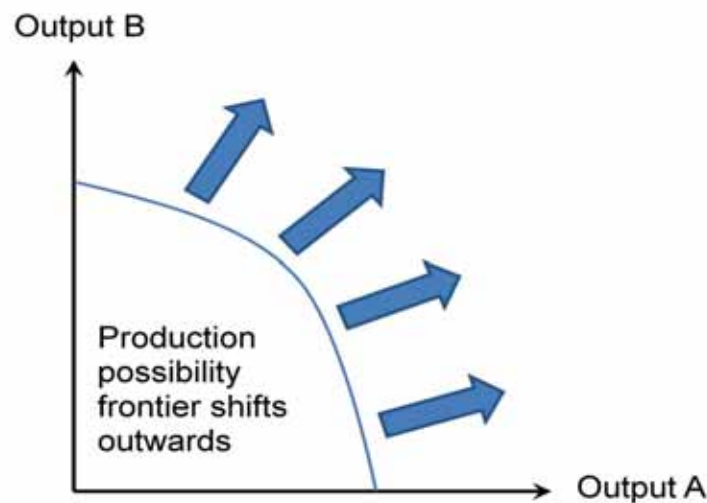 Output B
Production
possibility
frontier shifts
outwards
Output A